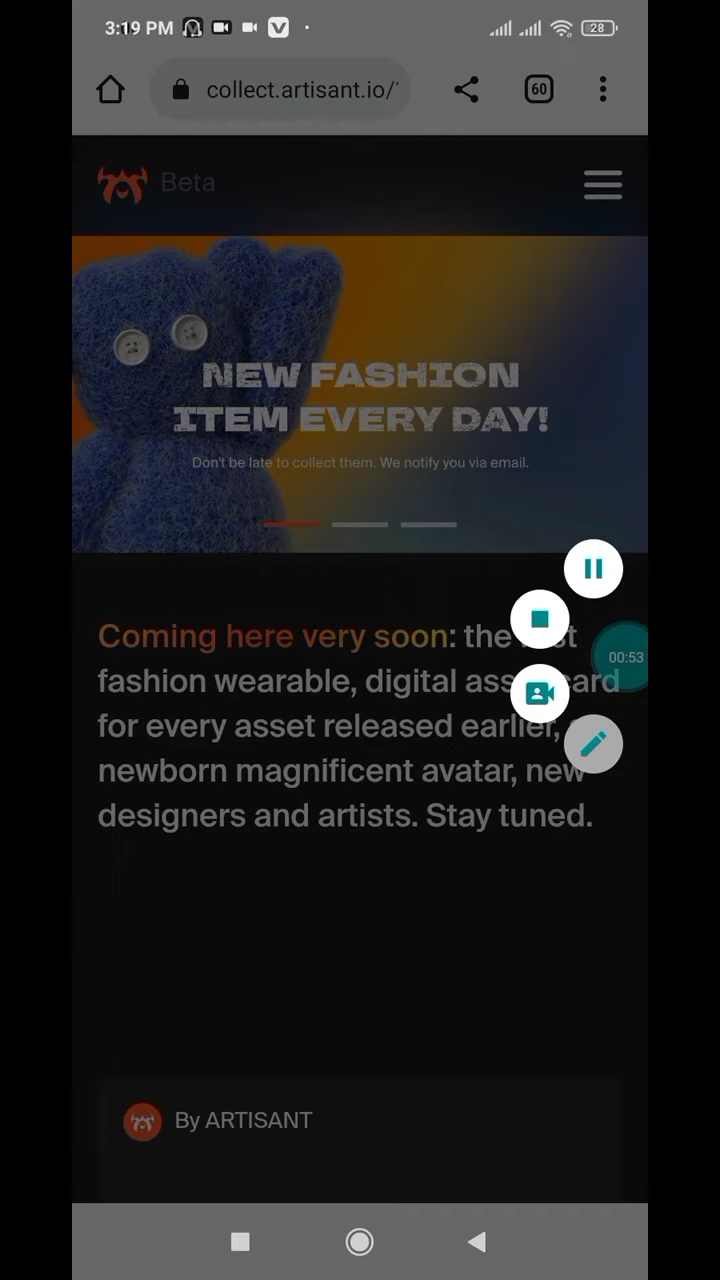 3:19 PM
28
collect.artisant.io/
60
Beta
NEW FASHION
ITEM EVERY DAY!
Don't be late to collect them. We notify you via email.
Coming here very soon: the
fashion wearable, digital card
for every asset released earlier,
00:53
newborn magnificent avatar, new
designers and artists. Stay tuned.
By ARTISANT